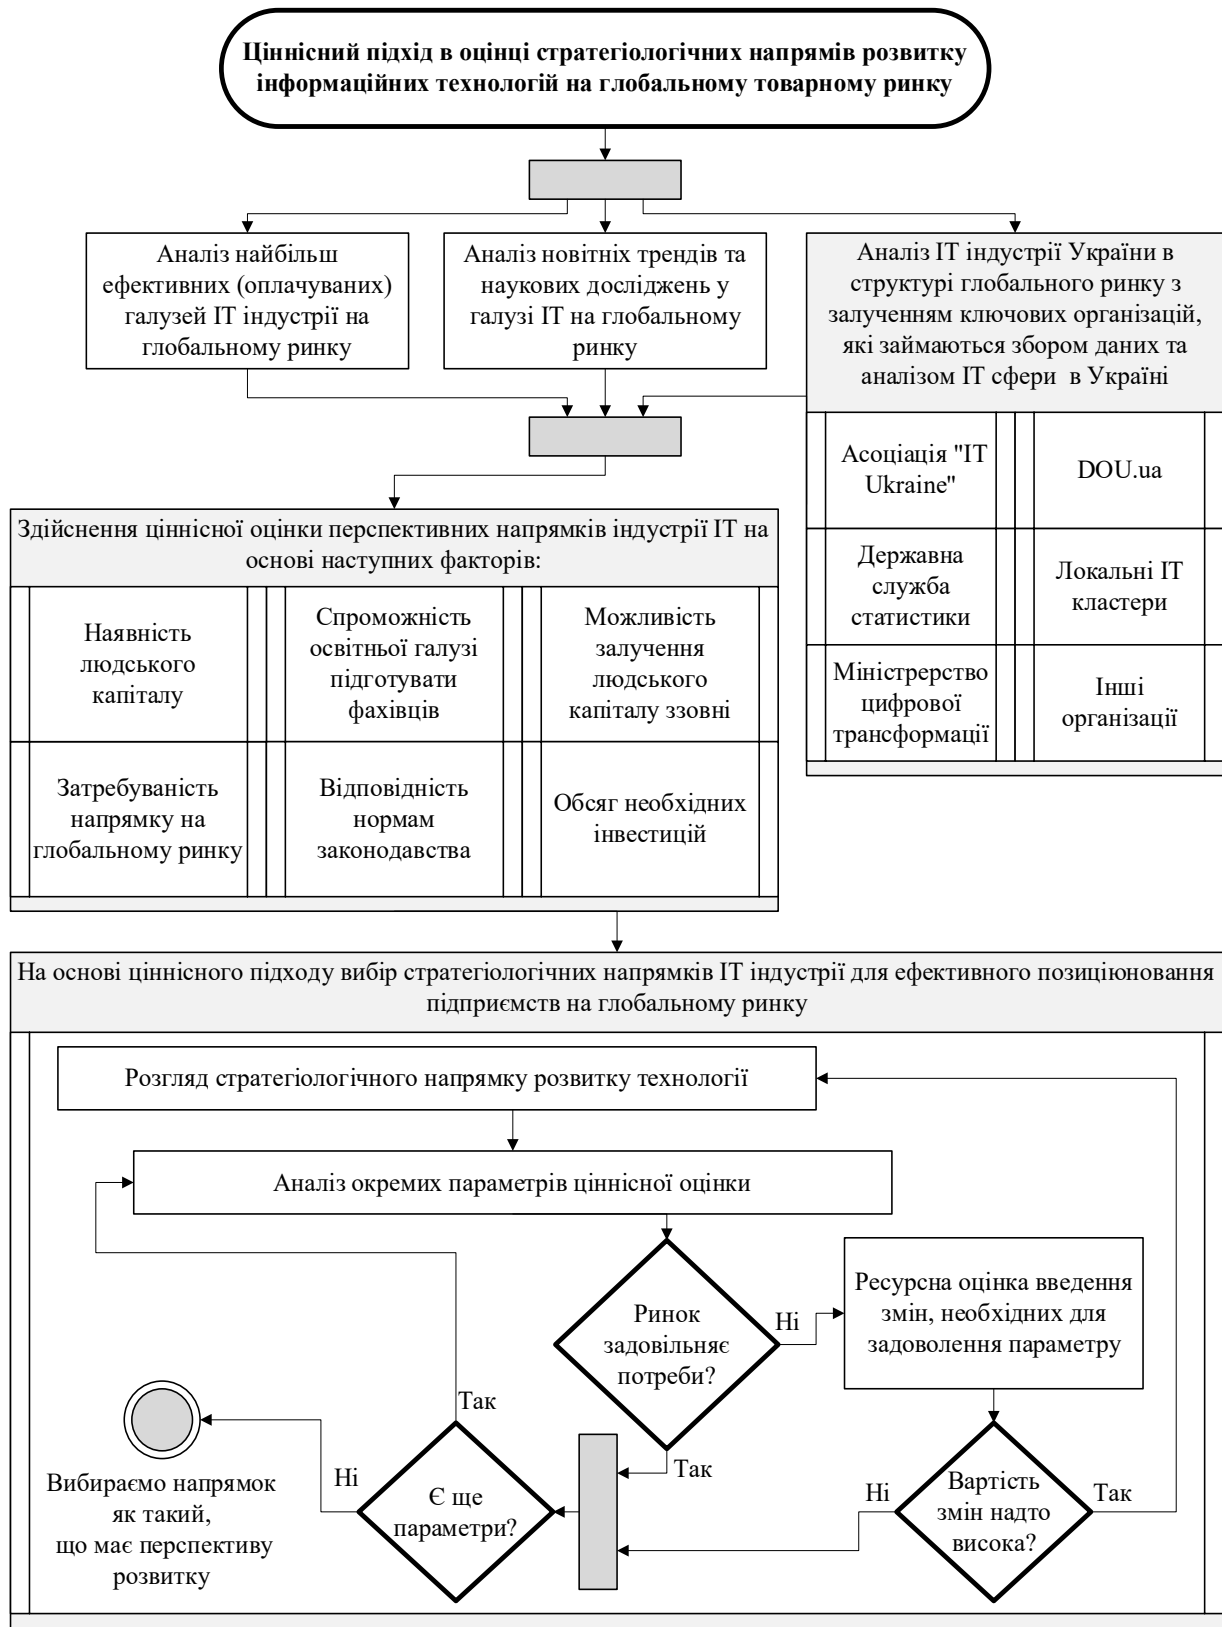 Ціннісний підхід в оцінці стратегіологічних напрямів розвитку
інформаційних технологій на глобальному товарному ринку
Аналіз найбільш
ефективних (оплачуваних)
галузей ІТ індустрії на
глобальному ринку
Аналіз новітніх трендів та
наукових досліджень у
галузі ІТ на глобальному
ринку
Аналіз ІТ індустрії України в
структурі глобального ринку з
залученням ключових організацій,
які займаються збором даних та
аналізом ІТ сфери в Україні
Асоціація "IT
Ukraine"
DOU.ua
Державна
служба
статистики
Локальні ІТ
кластери
Міністрерство
цифрової
трансформації
Інші
організації
Здійснення ціннісної оцінки перспективних напрямків індустрії ІТ на
основі наступних факторів:
Наявність
людського
капіталу
Спроможність
освітньої галузі
підготувати
фахівців
Можливість
залучення
людського
капіталу ззовні
Затребуваність
напрямку на
глобальному ринку
Відповідність
нормам
законодавства
Обсяг необхідних
інвестицій
На основі ціннісного підходу вибір стратегіологічних напрямків ІТ індустрії для ефективного позиціюновання
підприємств на глобальному ринку
Розгляд стратегіологічного напрямку розвитку технології
Аналіз окремих параметрів ціннісної оцінки
Ринок
задовільняє
потреби?
Ні
Ресурсна оцінка введення
змін, необхідних для
задоволення параметру
Так
Вартість
змін надто
висока?
Ні
Так
Є ще
параметри?
Так
Ні
Вибираємо напрямок
як такий,
що має перспективу
розвитку